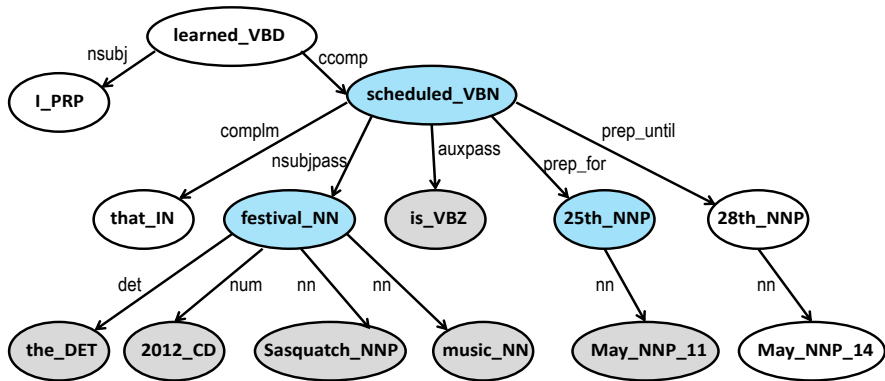 learned_VBD
nsubj
ccomp
I_PRP
scheduled_VBN
complm
nsubjpass
auxpass
prep_for
prep_until
that_IN
festival_NN
is_VBZ
25th_NNP
28th_NNP
det
num
nn
nn
nn
nn
the_DET
2012_CD
Sasquatch_NNP
music_NN
May_NNP_11
May_NNP_14